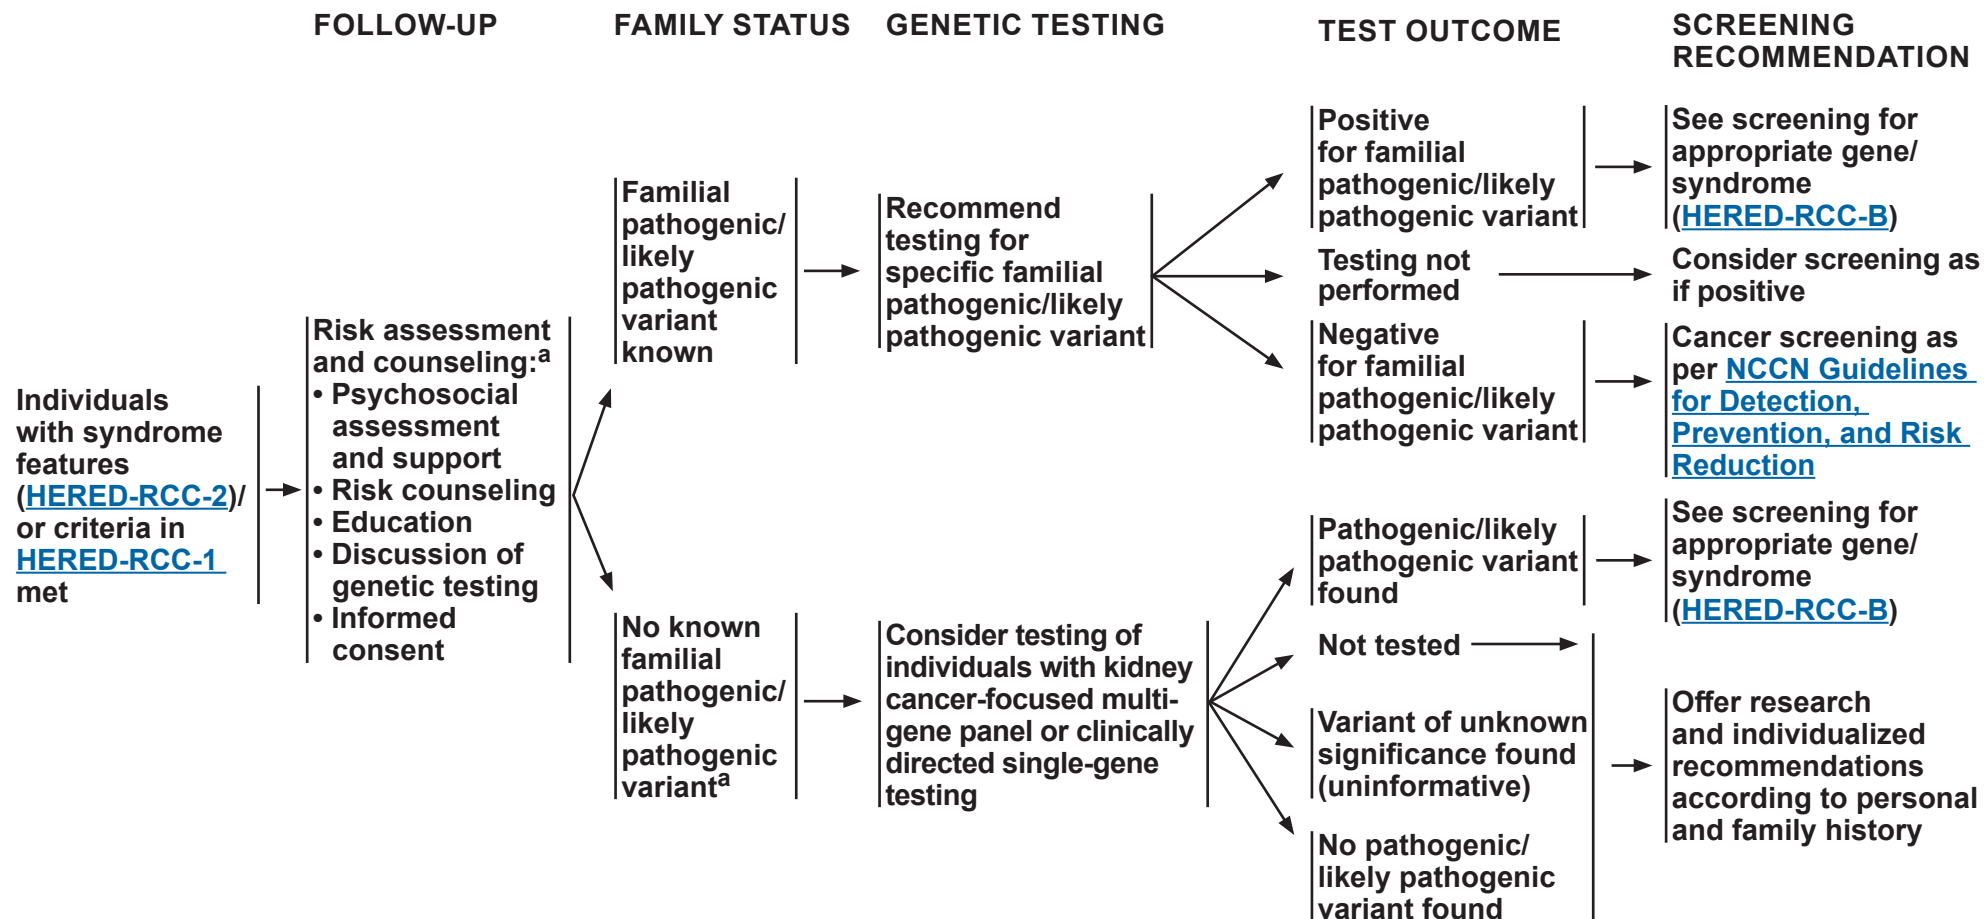 FOLLOW-UP
FAMILY STATUS
GENETIC TESTING
TEST OUTCOME
SCREENING
RECOMMENDATION
Individuals
with syndrome
features
(HERED-RCC-2)/
or criteria in
HERED-RCC-1
met
Risk assessment
and counseling:a
• Psychosocial
assessment
and support
• Risk counseling
• Education
• Discussion of
genetic testing
• Informed
consent
Familial
pathogenic/
likely
pathogenic
variant
known
Recommend
testing for
specific familial
pathogenic/likely
pathogenic variant
Positive
for familial
pathogenic/likely
pathogenic variant
See screening for
appropriate gene/
syndrome
(HERED-RCC-B)
Testing not
performed
Consider screening as
if positive
Negative
for familial
pathogenic/likely
pathogenic variant
Cancer screening as
per NCCN Guidelines
for Detection,
Prevention, and Risk
Reduction
No known
familial
pathogenic/
likely
pathogenic
varianta
Consider testing of
individuals with kidney
cancer-focused multi-
gene panel or clinically
directed single-gene
testing
Pathogenic/likely
pathogenic variant
found
See screening for
appropriate gene/
syndrome
(HERED-RCC-B)
Not tested
Variant of unknown
significance found
(uninformative)
No pathogenic/
likely pathogenic
variant found
Offer research
and individualized
recommendations
according to personal
and family history